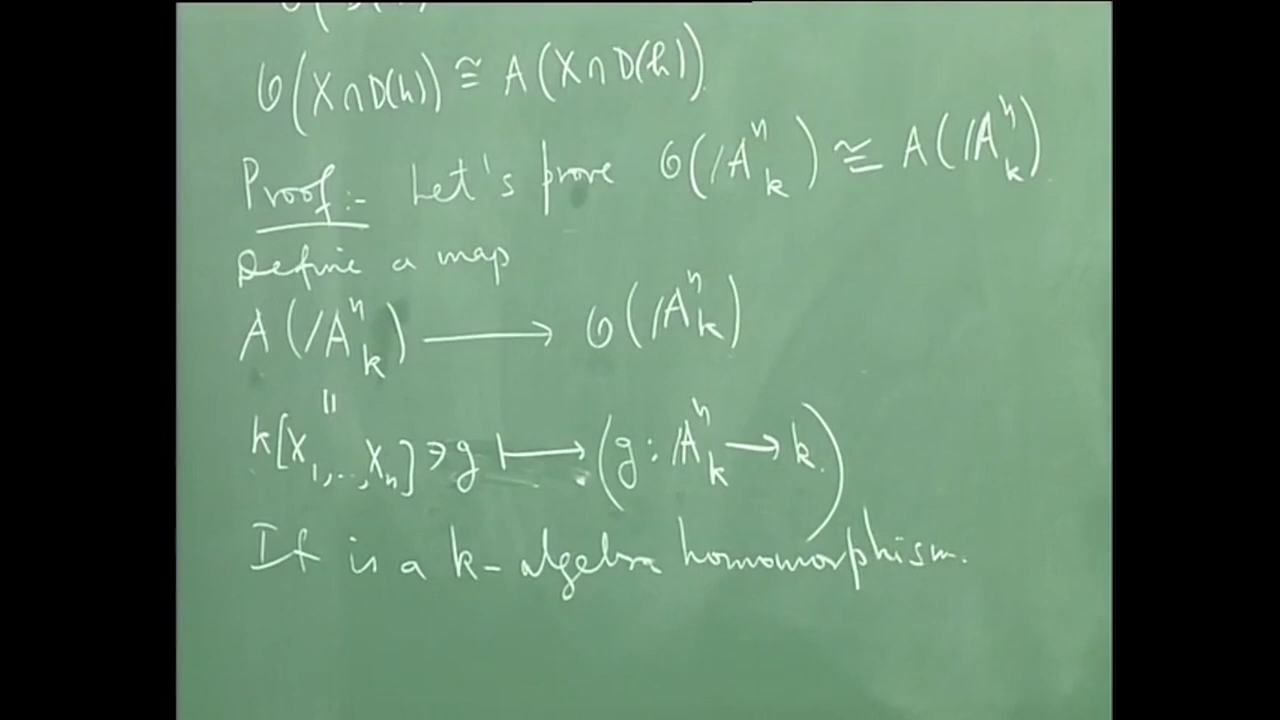 O(X∩D(h)) ≅ A(X∩D(h)).
Proof:- Let's prove O(𝔸ⁿₖ) ≅ A(𝔸ⁿₖ).
Define a map
A(𝔸ⁿₖ) ⟶ O(𝔸ⁿₖ)
"
k[X₁,..,Xₙ] ∋ g ⟼ (g : 𝔸ⁿₖ → k.)
It is a k-algebra homomorphism.